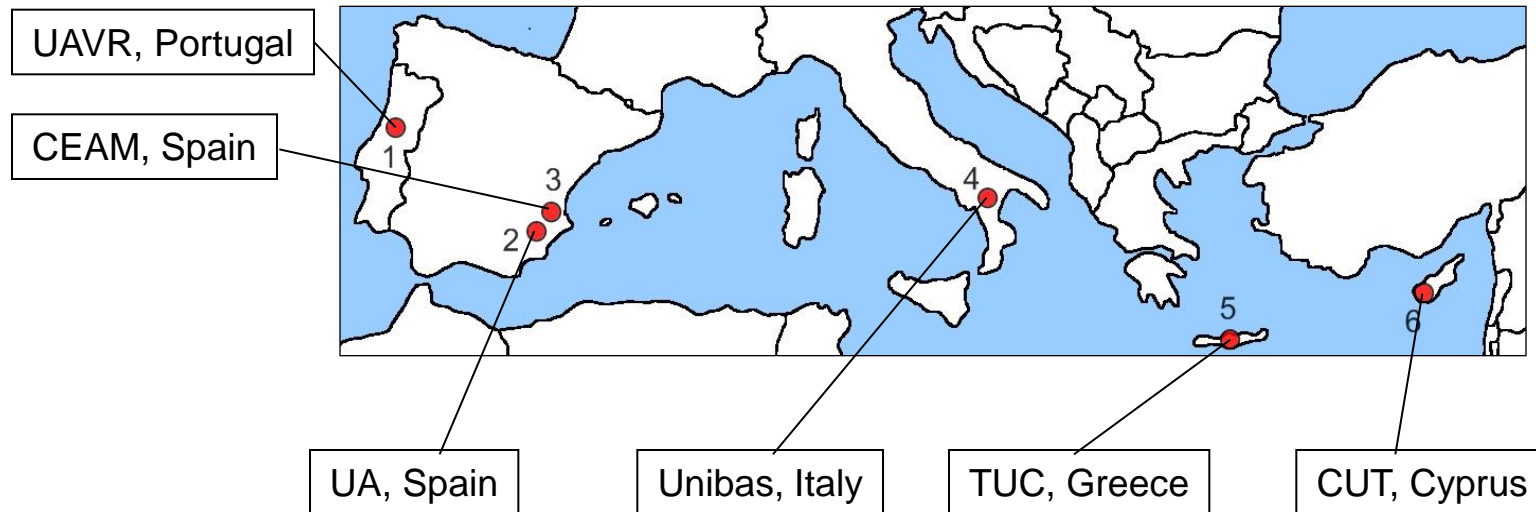 UAVR, Portugal
CEAM, Spain
1
3
2
4
5
6
UA, Spain
Unibas, Italy
TUC, Greece
CUT, Cyprus